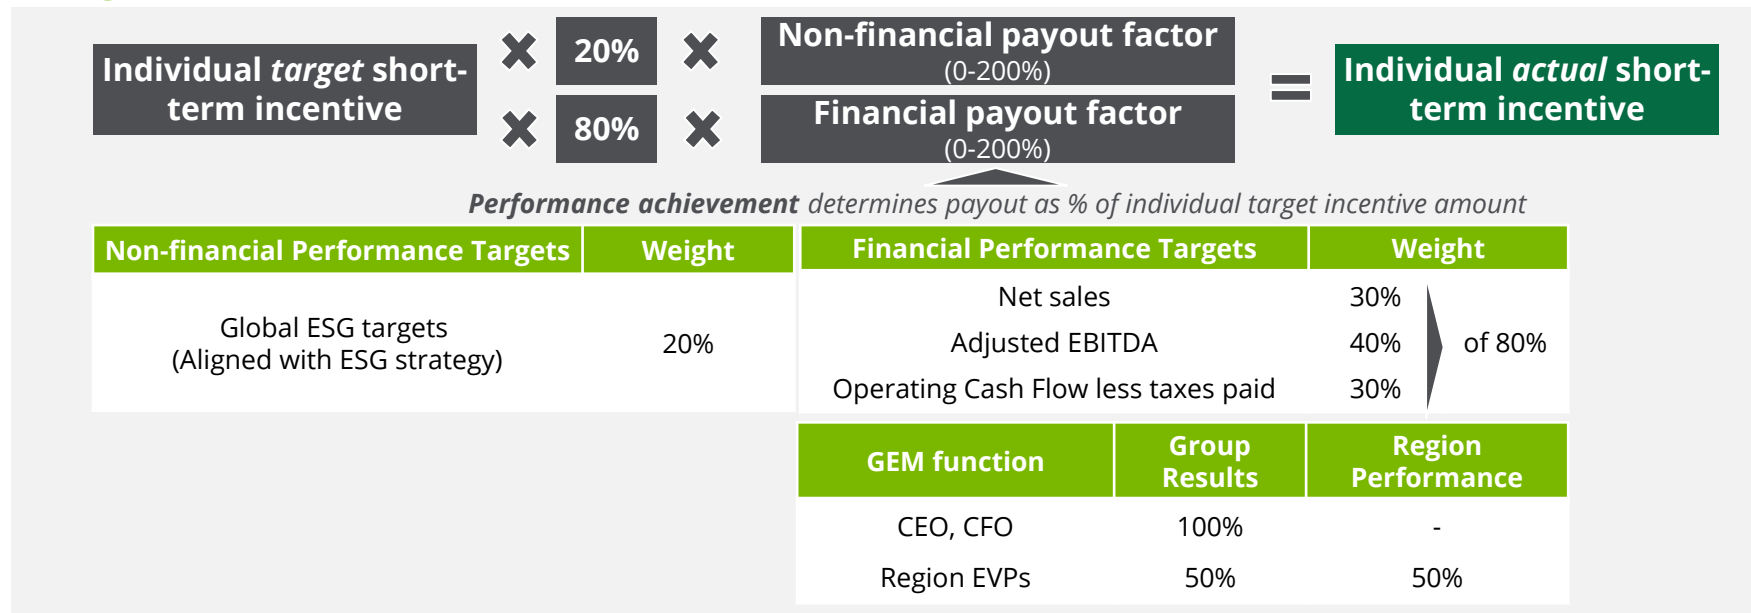 Individual target short-
term incentive
20%
Non-financial payout factor
(0-200%)
80%
Financial payout factor
(0-200%)
=
Individual actual short-
term incentive
Performance achievement determines payout as % of individual target incentive amount
Non-financial Performance Targets Weight
Global ESG targets
(Aligned with ESG strategy)
20%
Financial Performance Targets Weight
Net sales 30%
Adjusted EBITDA 40% of 80%
Operating Cash Flow less taxes paid 30%
GEM function
Group
Results
Region
Performance
CEO, CFO 100% -
Region EVPs 50% 50%